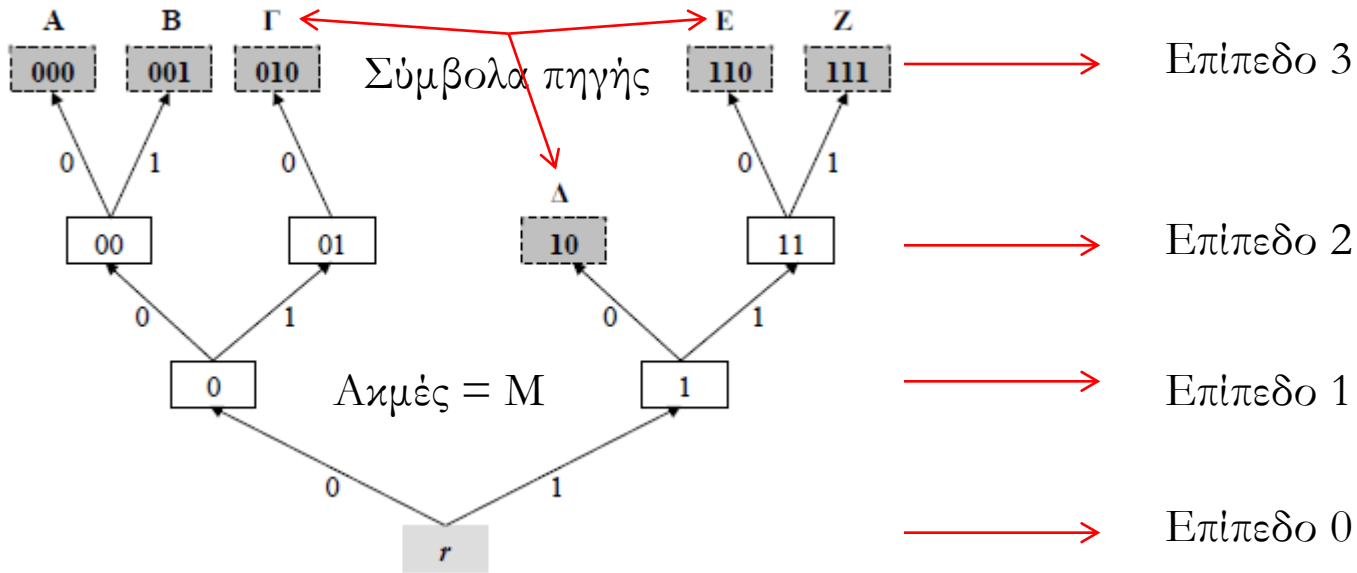 Α Β Γ Ε Ζ
000 001 010 Σύμβολα πηγής 110 111 Επίπεδο 3
0 1 0 0 1
Δ
00 01 10 11 Επίπεδο 2
0 1 0 1
0 Ακμές = Μ 1 Επίπεδο 1
0 1
r Επίπεδο 0